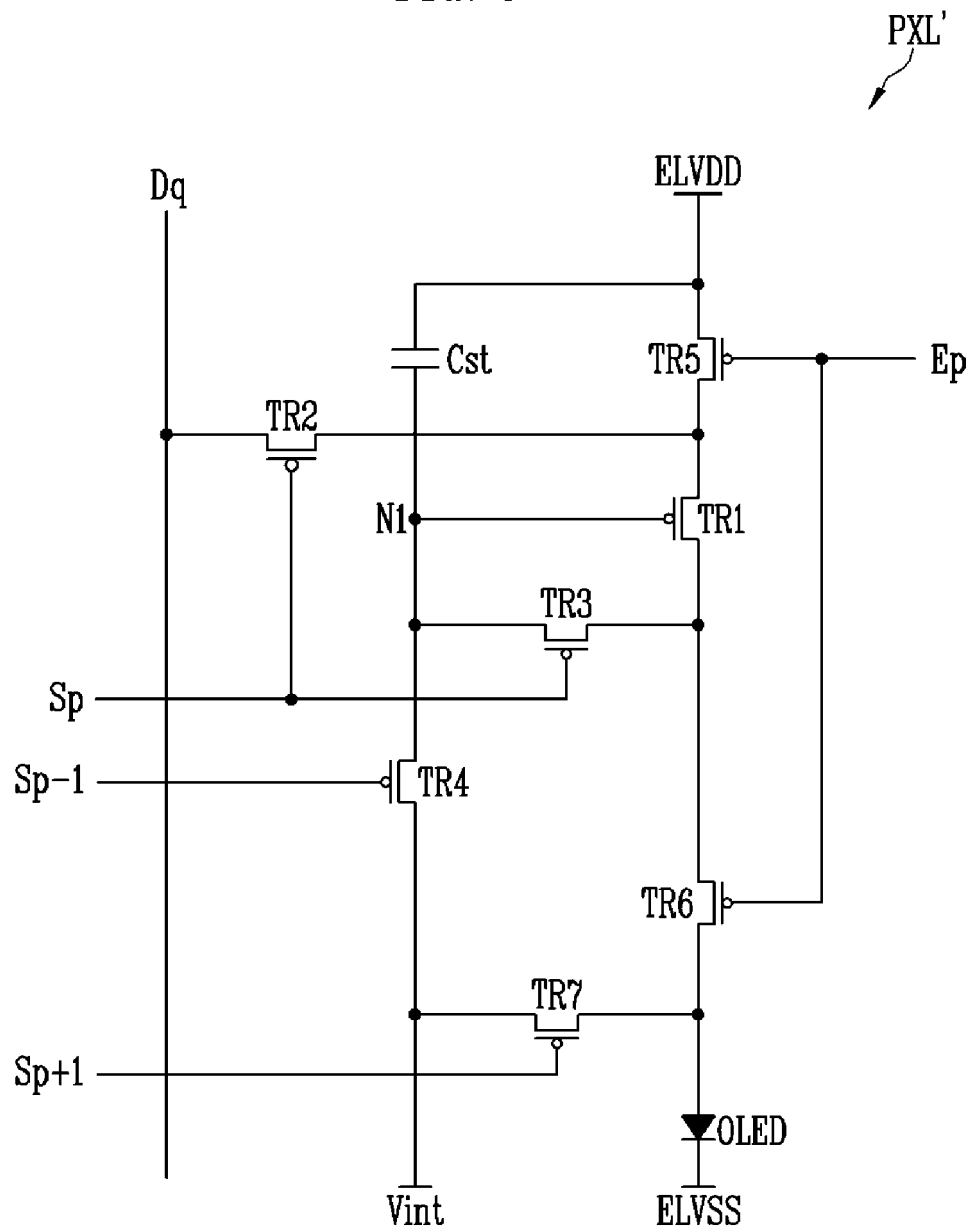 PXL'
ELVDD
Dq
Cst
TR5
Ep
TR2
N1
TR1
TR3
Sp
Sp-1
TR4
TR6
TR7
Sp+1
OLED
Vint
ELVSS